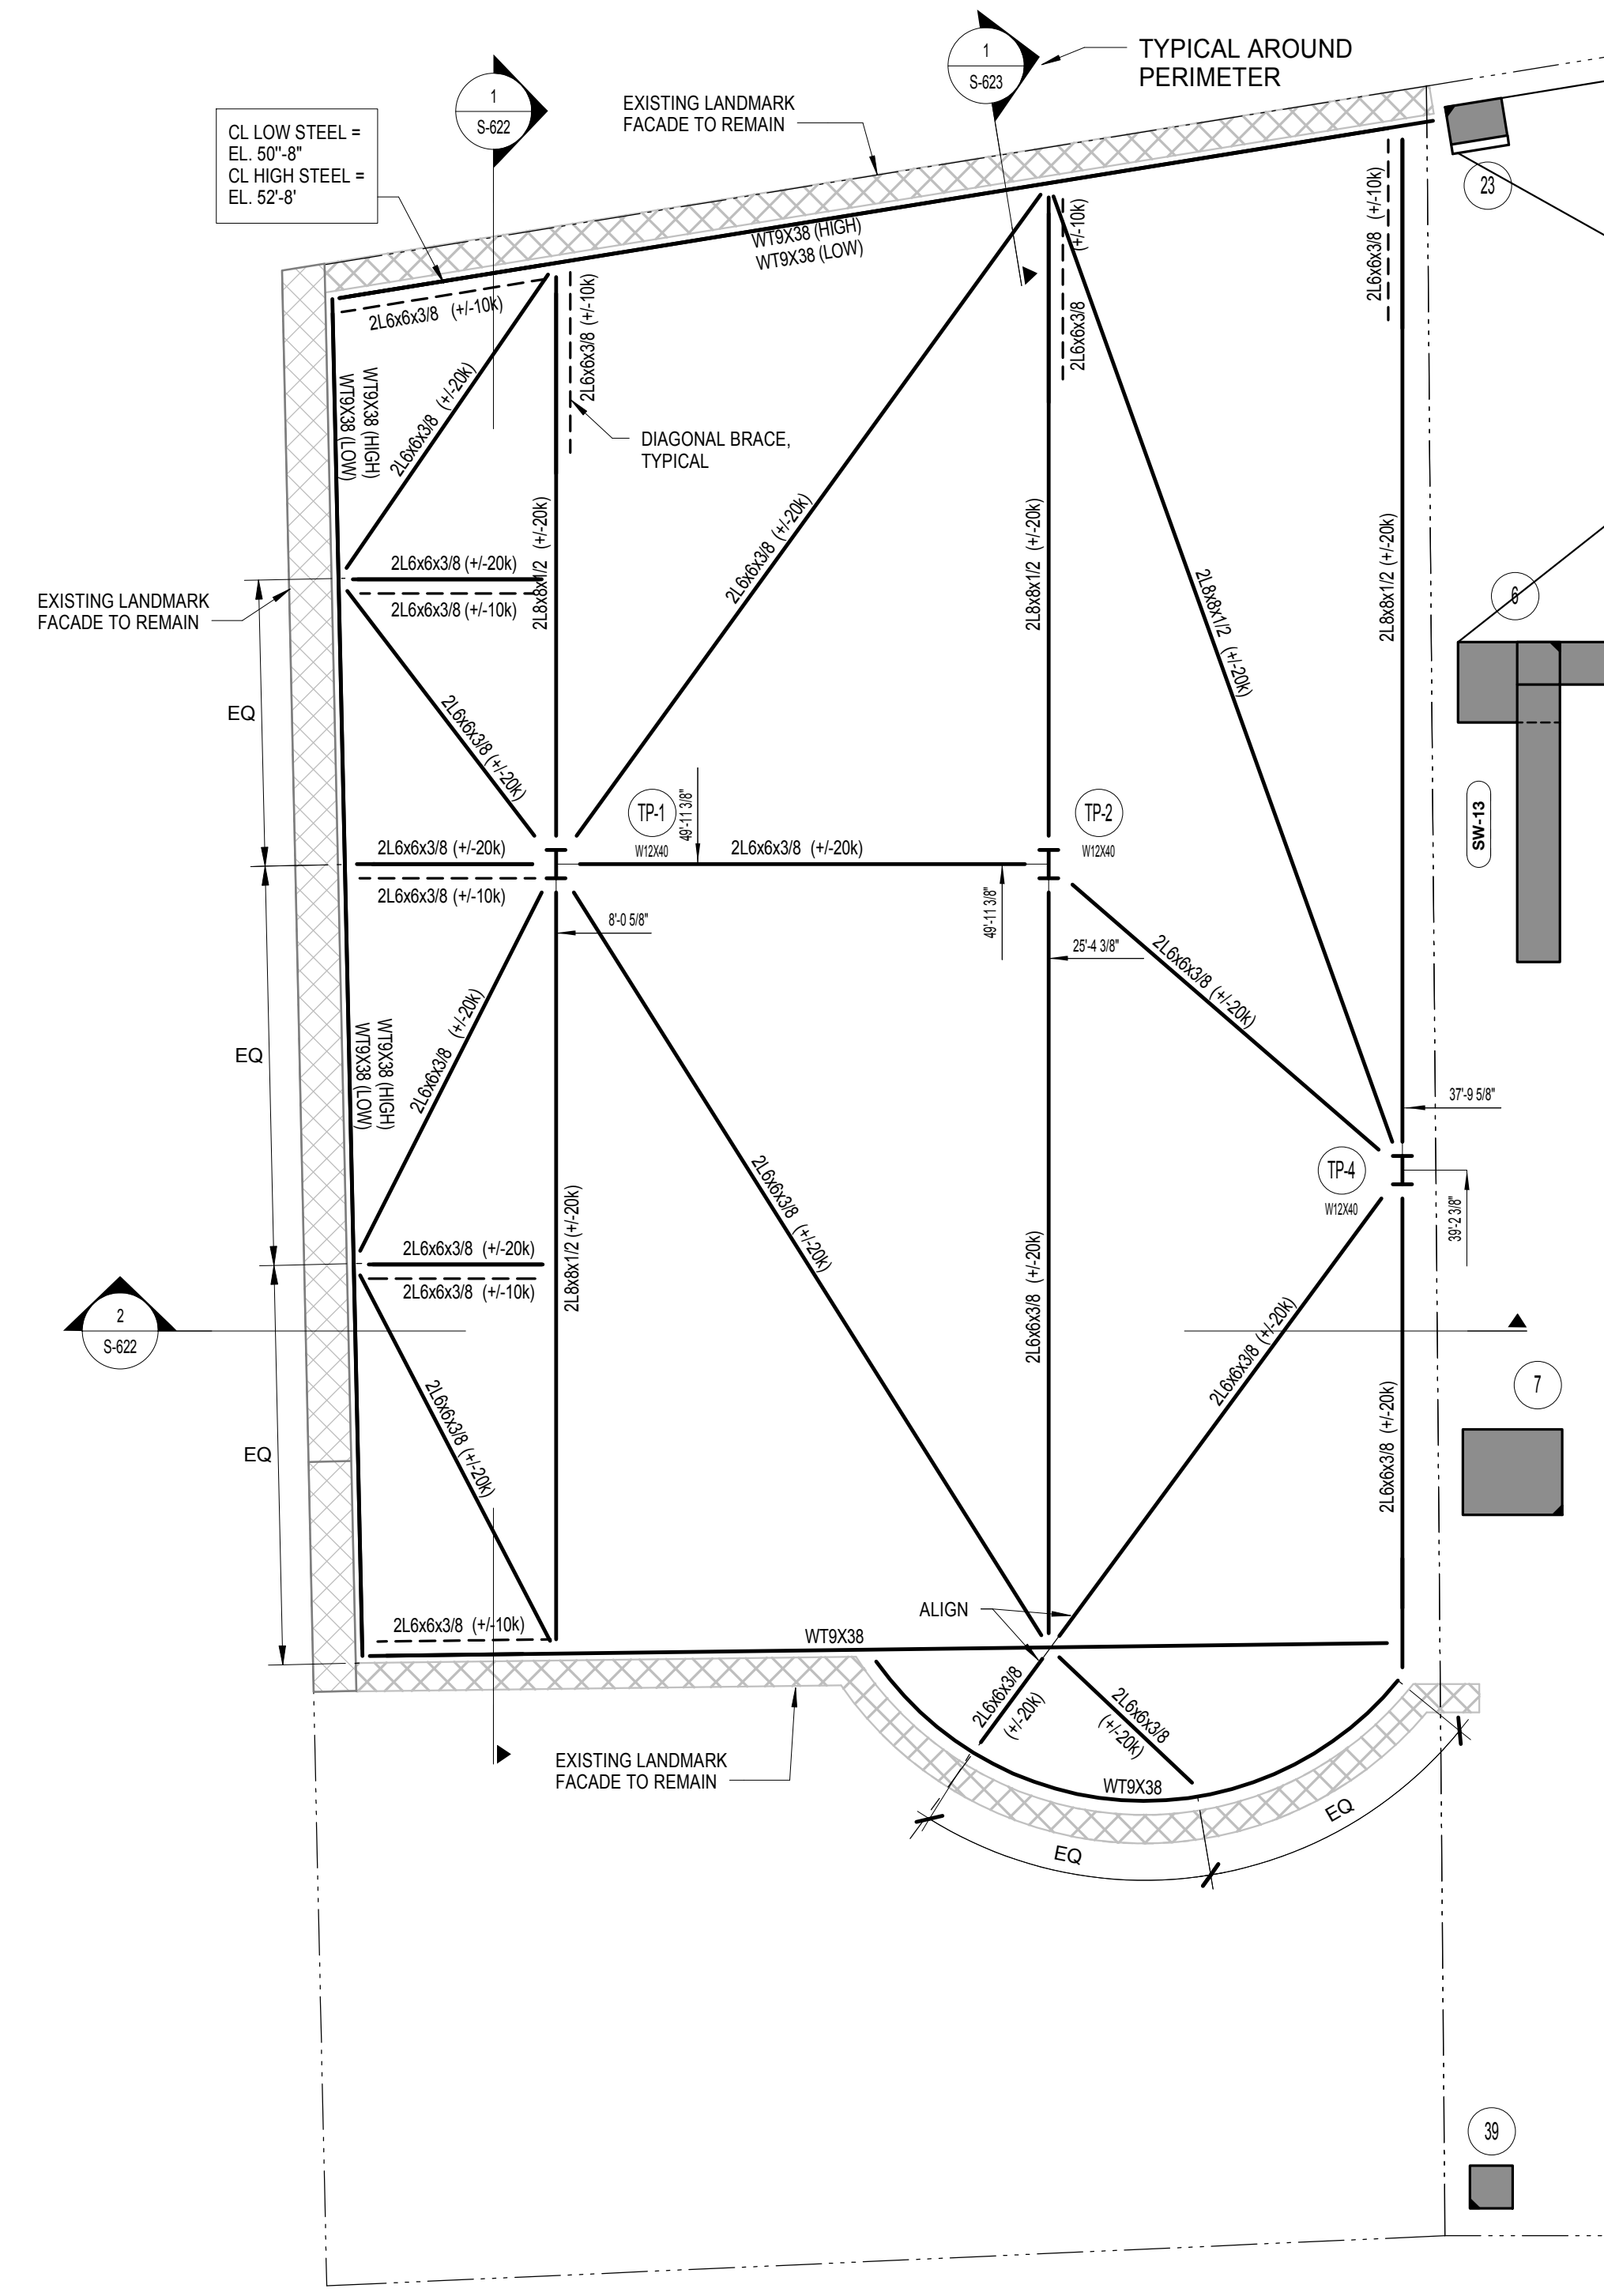 TYPICAL AROUND
PERIMETER
1
S-623
1
S-622
EXISTING LANDMARK
FACADE TO REMAIN
CL LOW STEEL =
EL. 50"-8"
CL HIGH STEEL =
EL. 52'-8'
23
WT9X38 (HIGH)
WT9X38 (LOW)
2L6x6x3/8 (+/-10k)
2L6x6x3/8 (+/-10k)
2L6x6x3/8 (+/-10k)
2L6x6x3/8 (+/-10k)
WT9X38 (HIGH)
WT9X38 (LOW)
2L6x6x3/8 (+/-20k)
DIAGONAL BRACE,
TYPICAL
2L8x8x1/2 (+/-20k)
2L6x6x3/8 (+/-20k)
2L8x8x1/2 (+/-20k)
2L8x8x1/2 (+/-20k)
2L8x8x1/2 (+/-20k)
2L6x6x3/8 (+/-20k)
2L6x6x3/8 (+/-10k)
EXISTING LANDMARK
FACADE TO REMAIN
6
EQ
2L6x6x3/8 (+/-20k)
TP-1
W12X40
49'-11 3/8"
TP-2
W12X40
SW-13
2L6x6x3/8 (+/-20k)
2L6x6x3/8 (+/-20k)
2L6x6x3/8 (+/-10k)
8'-0 5/8"
49'-11 3/8"
25'-4 3/8"
2L6x6x3/8 (+/-20k)
EQ
2L6x6x3/8 (+/-20k)
WT9X38 (HIGH)
WT9X38 (LOW)
37'-9 5/8"
TP-4
W12X40
39'-2 3/8"
2L6x6x3/8 (+/-20k)
2L6x6x3/8 (+/-20k)
2L6x6x3/8 (+/-10k)
2L8x8x1/2 (+/-20k)
2L6x6x3/8 (+/-20k)
2L6x6x3/8 (+/-20k)
2
S-622
7
EQ
2L6x6x3/8 (+/-20k)
2L6x6x3/8 (+/-20k)
2L6x6x3/8 (+/-10k)
ALIGN
WT9X38
2L6x6x3/8
(+/-20k)
2L6x6x3/8
(+/-20k)
EXISTING LANDMARK
FACADE TO REMAIN
WT9X38
EQ
EQ
39